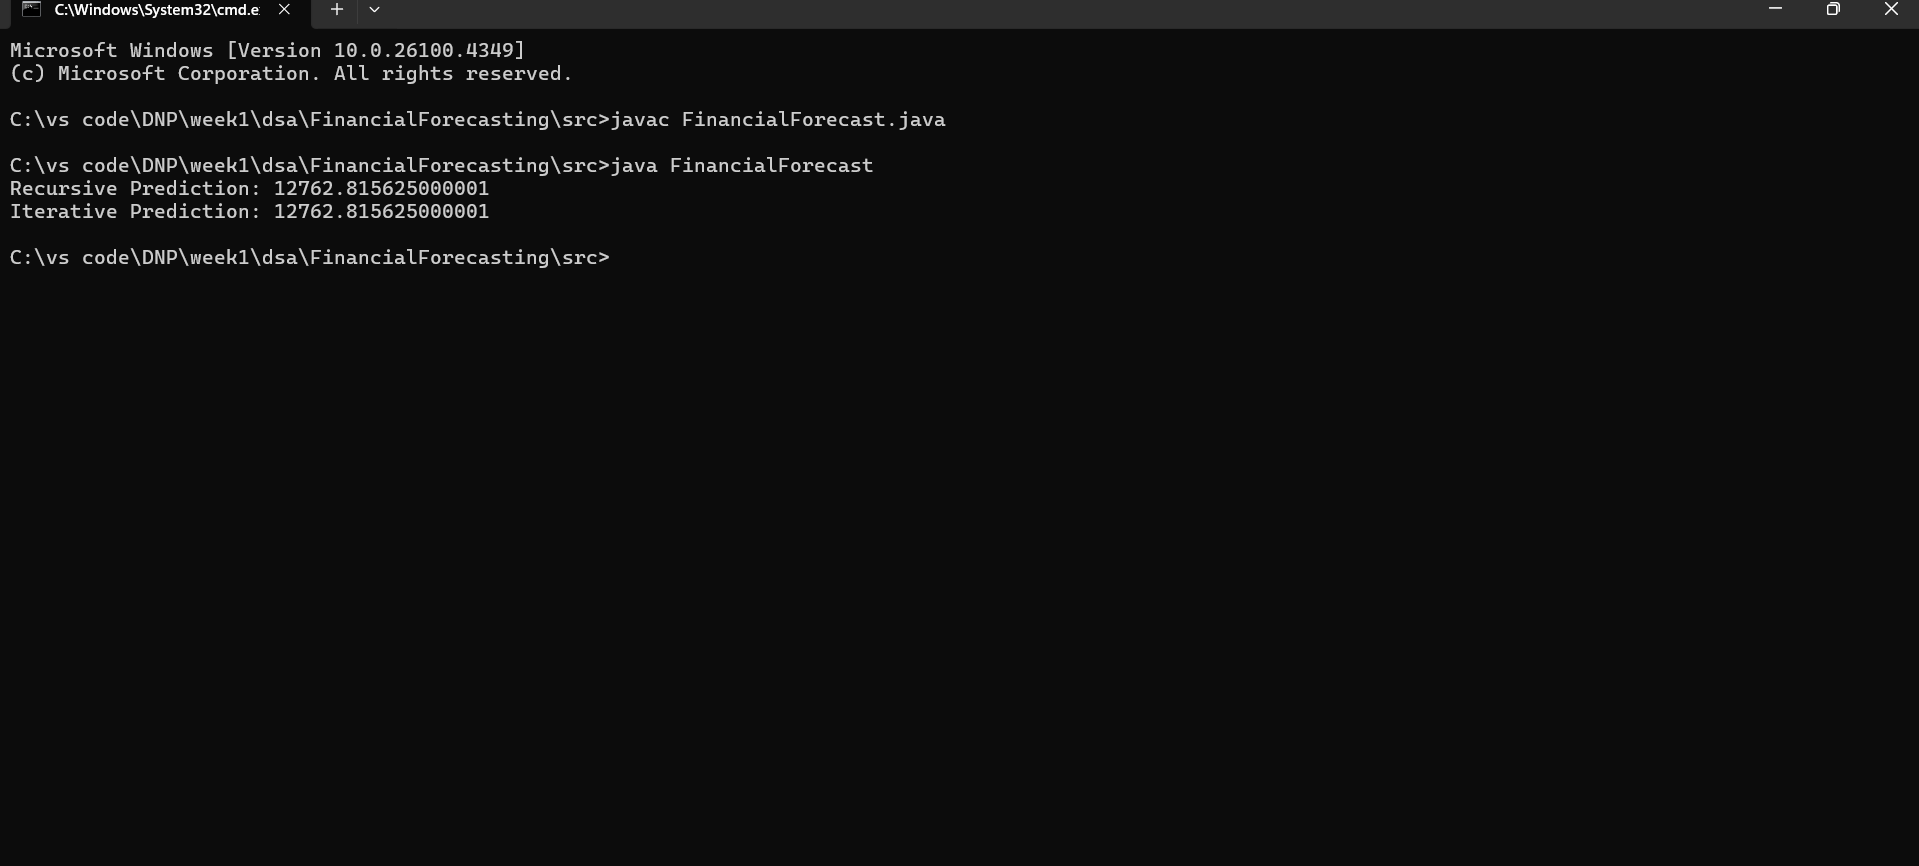 C:\Windows\System32\cmd.e
Microsoft Windows [Version 10.0.26100.4349]
(c) Microsoft Corporation. All rights reserved.
C:\vs code\DNP\week1\dsa\FinancialForecasting\src>javac FinancialForecast.java
C:\vs code\DNP\week1\dsa\FinancialForecasting\src>java FinancialForecast
Recursive Prediction: 12762.815625000001
Iterative Prediction: 12762.815625000001
C:\vs code\DNP\week1\dsa\FinancialForecasting\src>